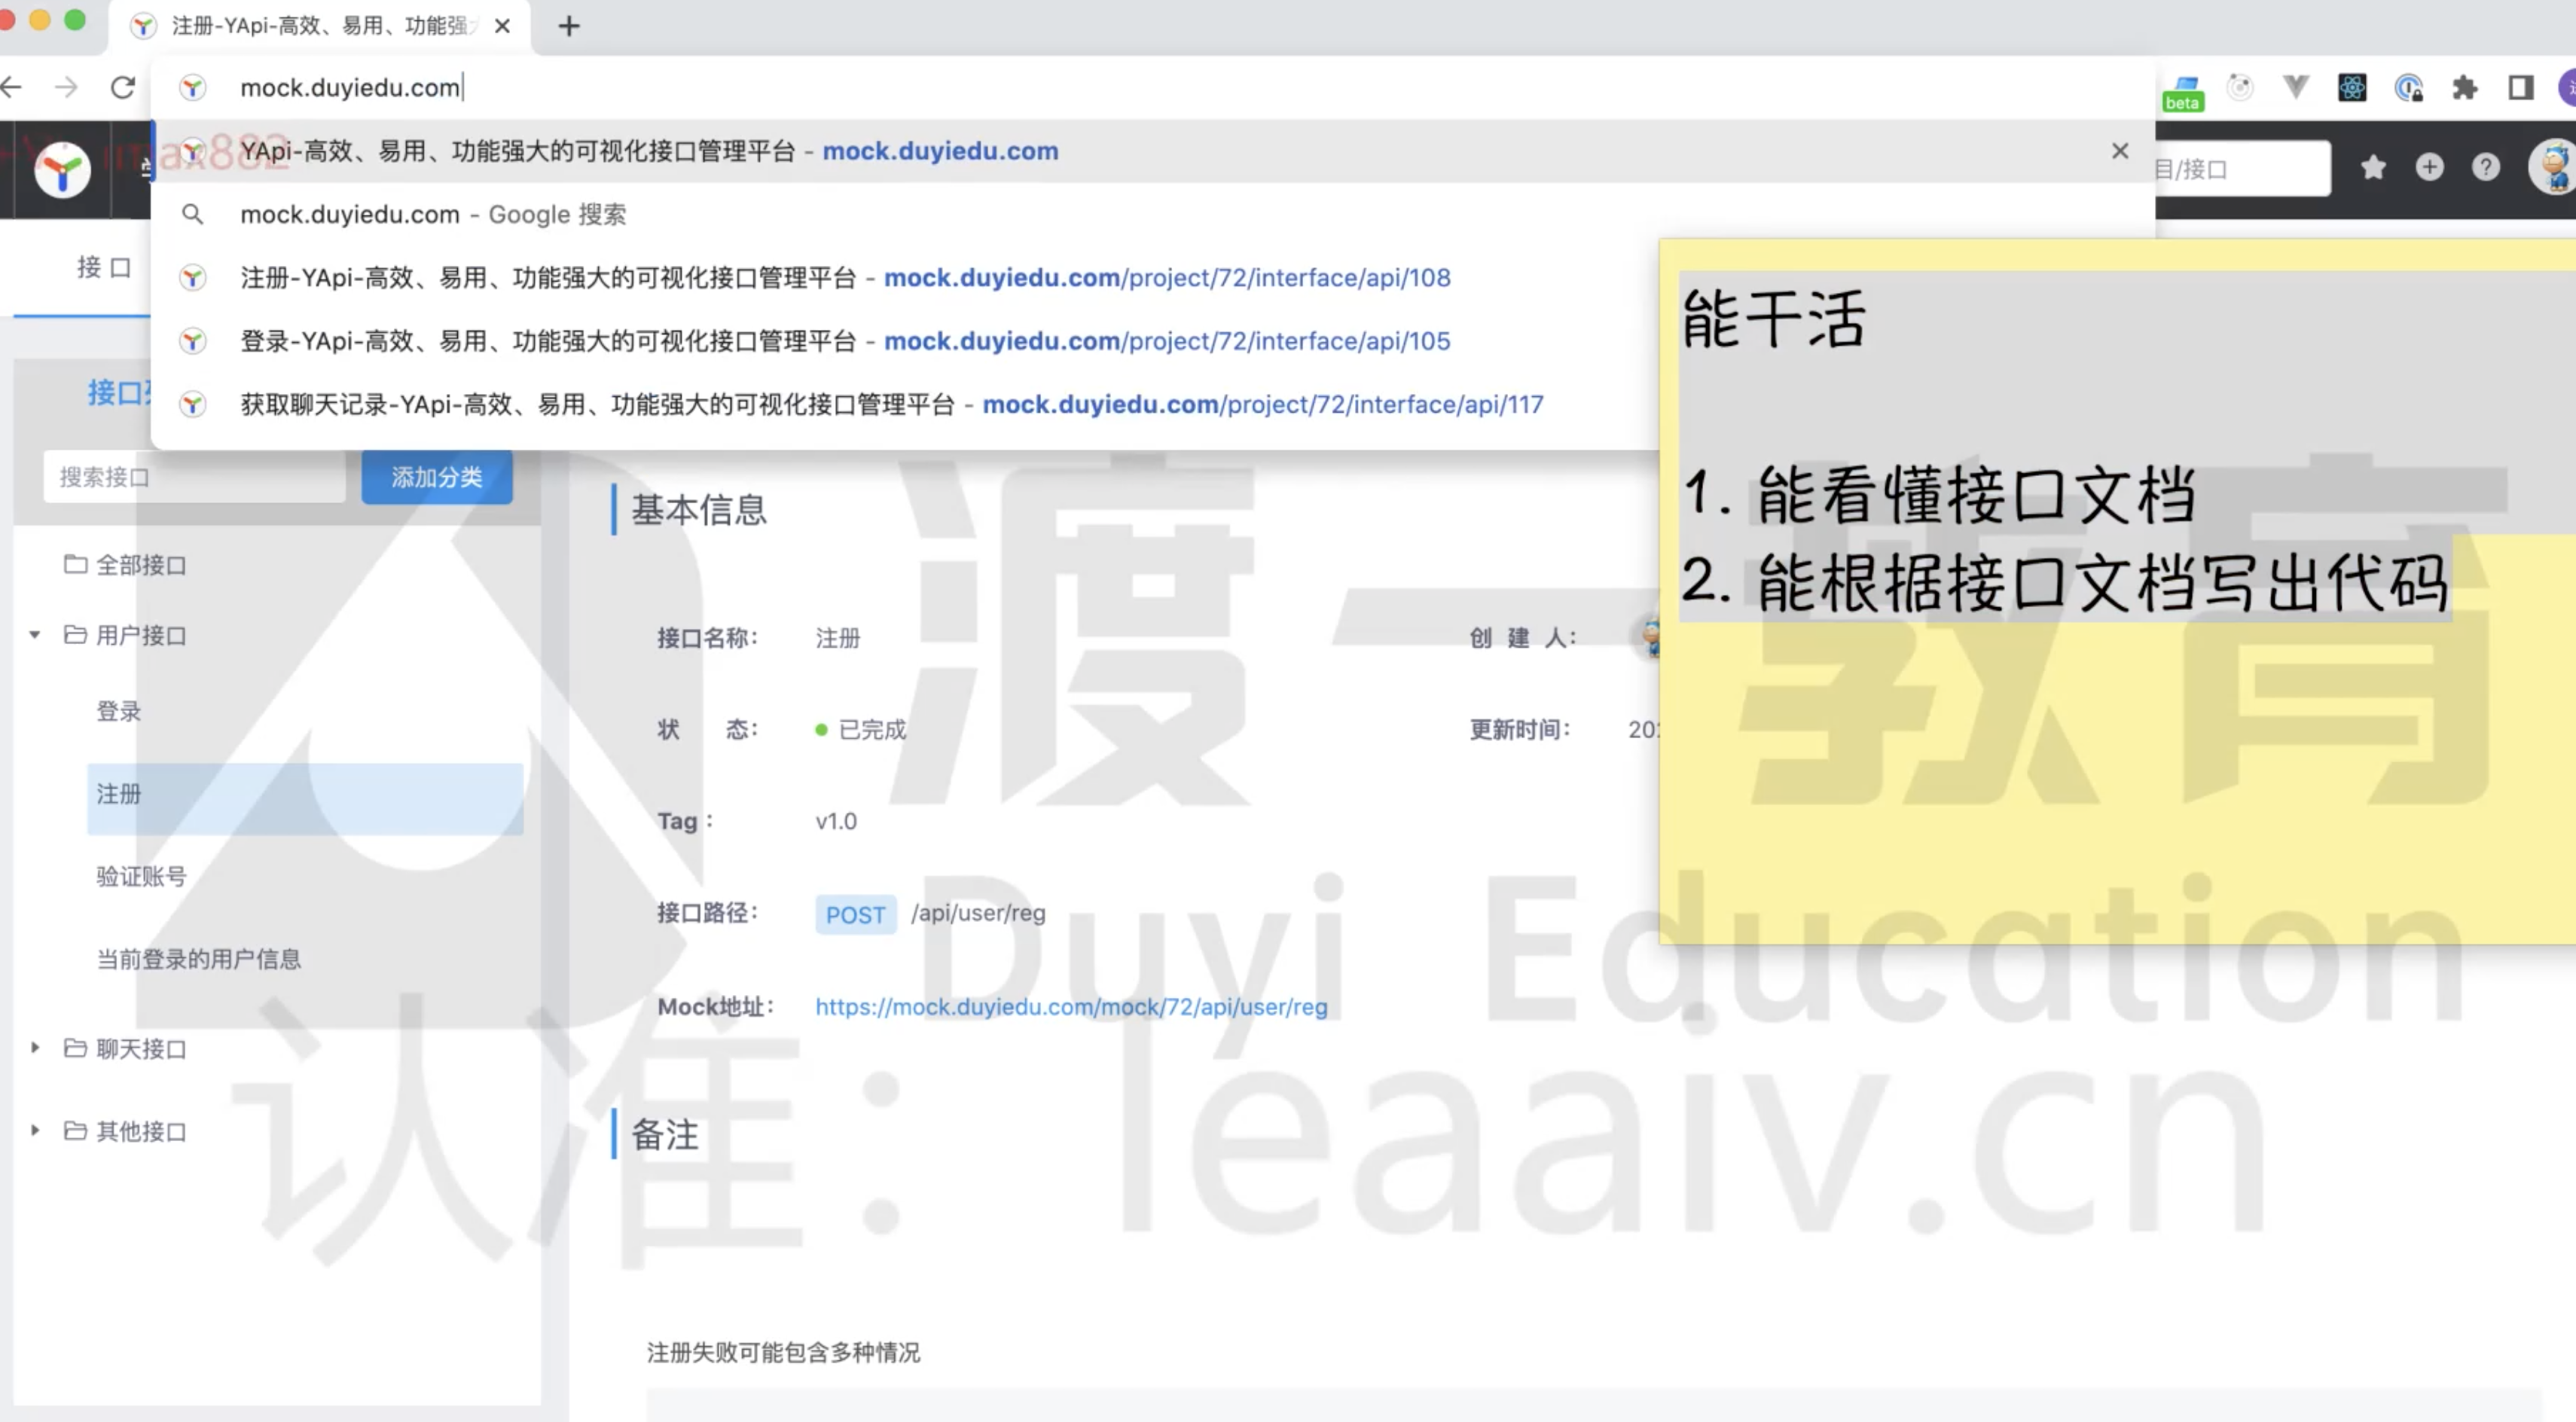 注册-YApi-高效、易用、功能强
mock.duyiedu.com
YApi-高效、易用、功能强大的可视化接口管理平台 - mock.duyiedu.com
mock.duyiedu.com - Google 搜索
注册-YApi-高效、易用、功能强大的可视化接口管理平台 - mock.duyiedu.com/project/72/interface/api/108
登录-YApi-高效、易用、功能强大的可视化接口管理平台 - mock.duyiedu.com/project/72/interface/api/105
获取聊天记录-YApi-高效、易用、功能强大的可视化接口管理平台 - mock.duyiedu.com/project/72/interface/api/117
beta
目/接口
接口
接口
搜索接口
添加分类
全部接口
用户接口
登录
注册
验证账号
当前登录的用户信息
聊天接口
其他接口
基本信息
接口名称： 注册
创建人：
状态： 已完成
更新时间：
Tag： v1.0
接口路径： POST /api/user/reg
Mock地址： https://mock.duyiedu.com/mock/72/api/user/reg
备注
注册失败可能包含多种情况
能干活
1. 能看懂接口文档
2. 能根据接口文档写出代码
渡一教育
Duyi Education
认准：leaaiv.cn